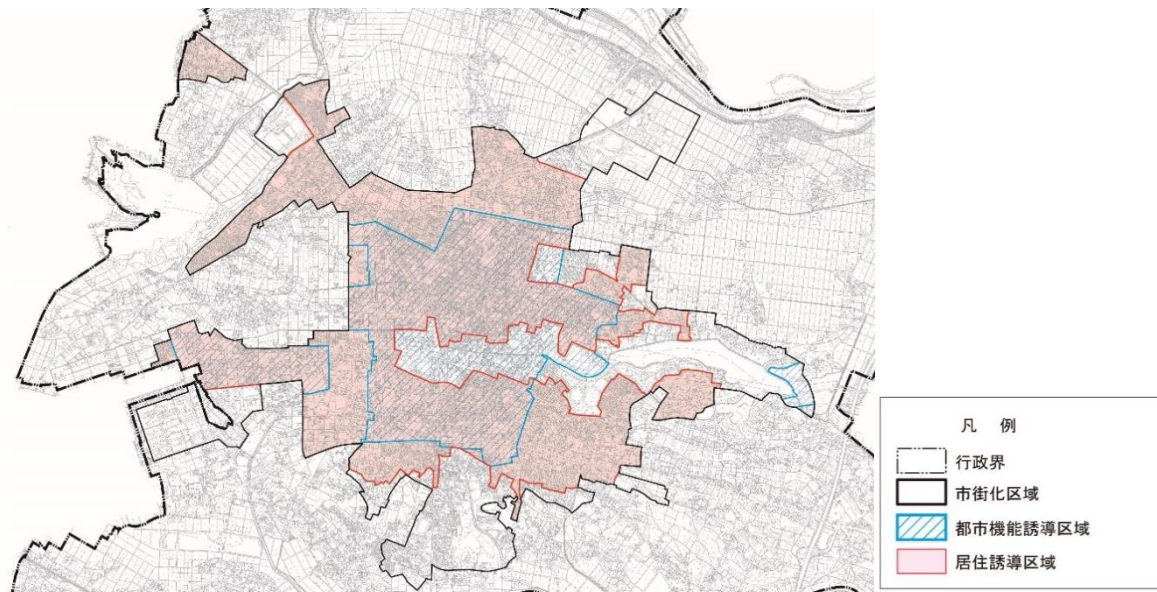 凡 例
行政界
市街化区域
都市機能誘導区域
居住誘導区域